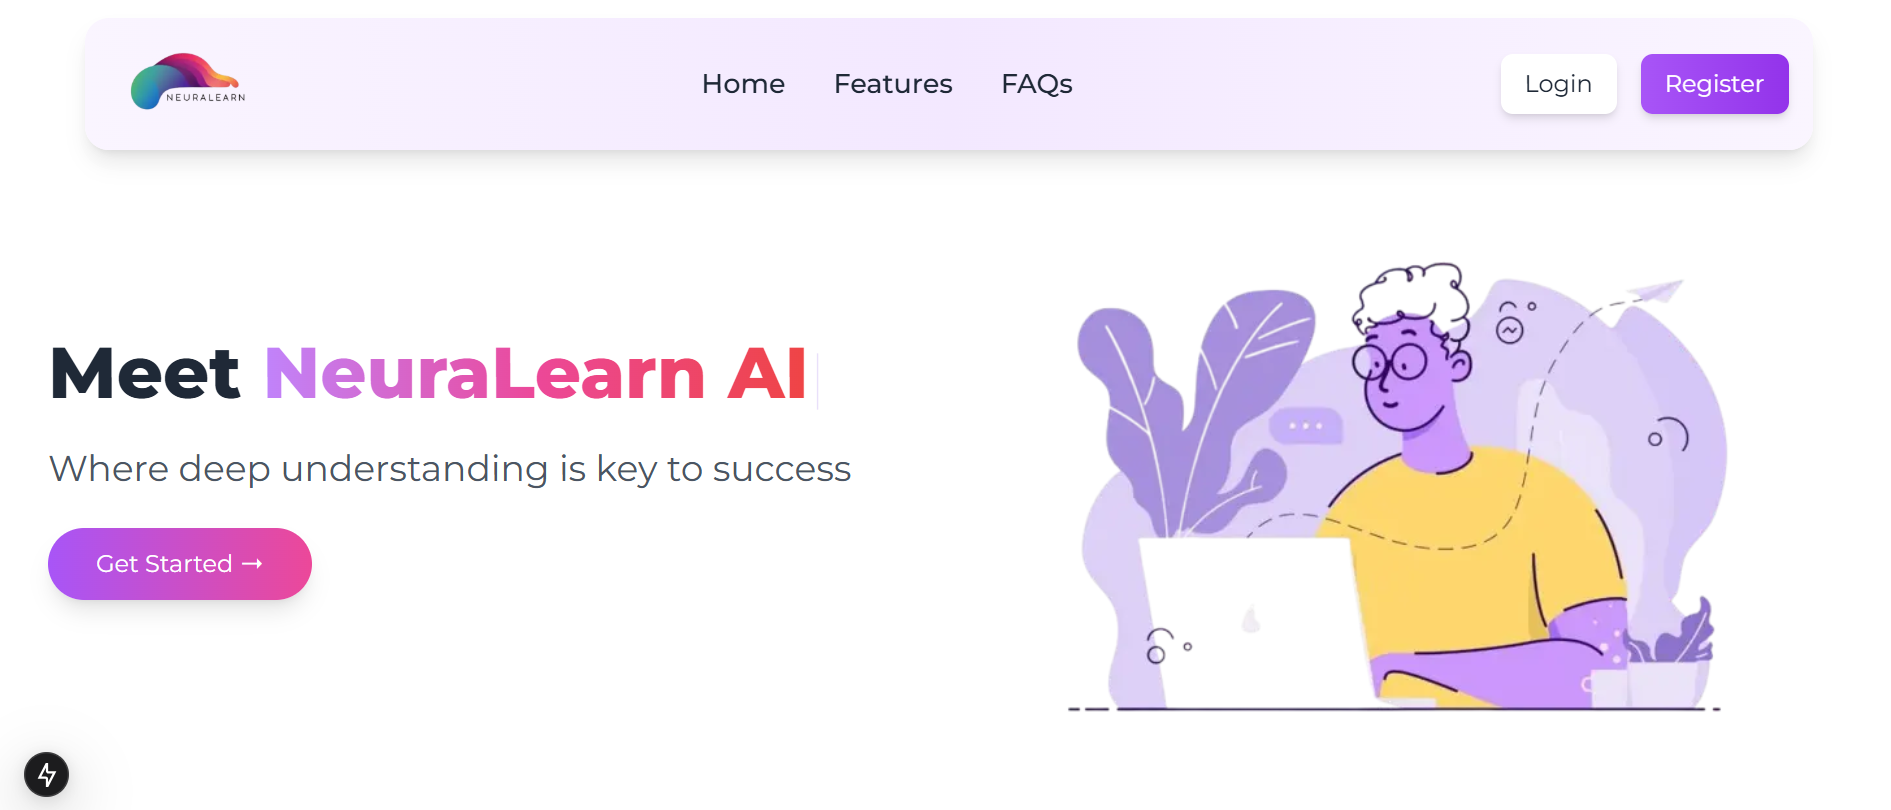 NEURALEARN
Home Features FAQs
Login Register
Meet NeuraLearn AI
Where deep understanding is key to success
Get Started →